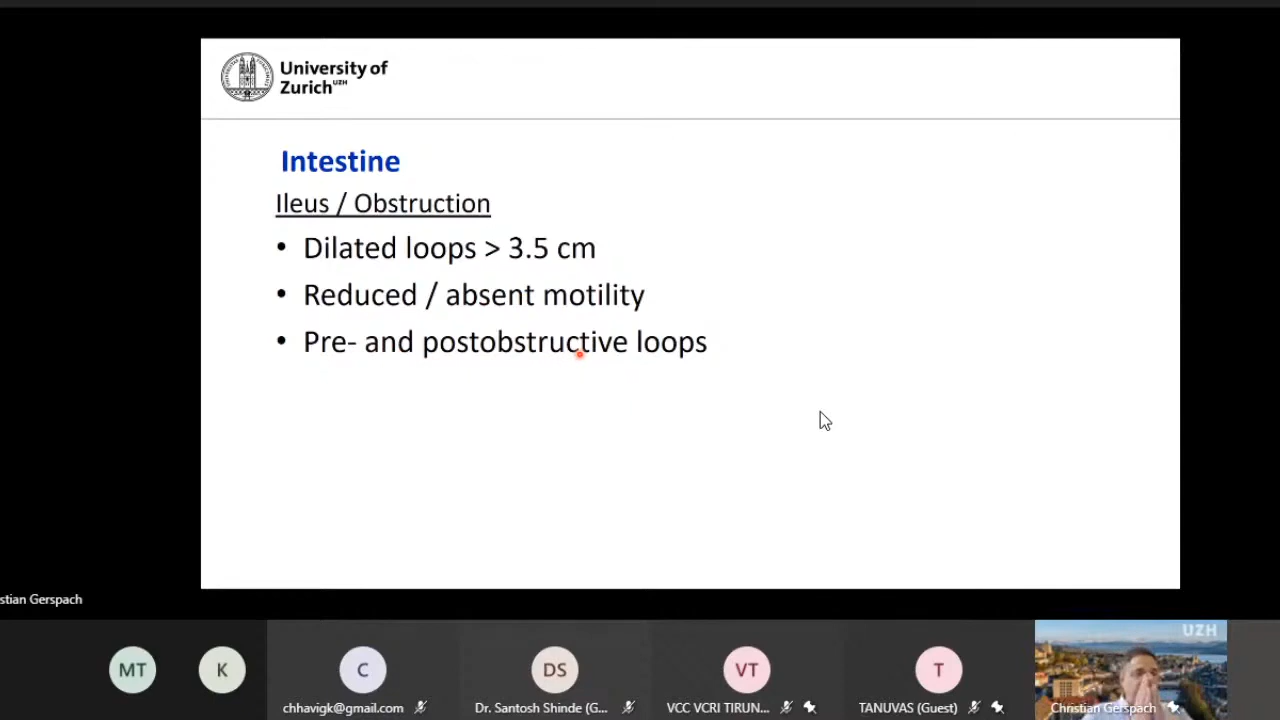 University of
Zurich UZH
Intestine
Ileus / Obstruction
• Dilated loops > 3.5 cm
• Reduced / absent motility
• Pre- and postobstructive loops
stian Gerspach
MT
K
C
chhavigk@gmail.com
DS
Dr. Santosh Shinde (G...
VT
VCC VCRI TIRUN...
T
TANUVAS (Guest)
UZH
Christian Gerspach